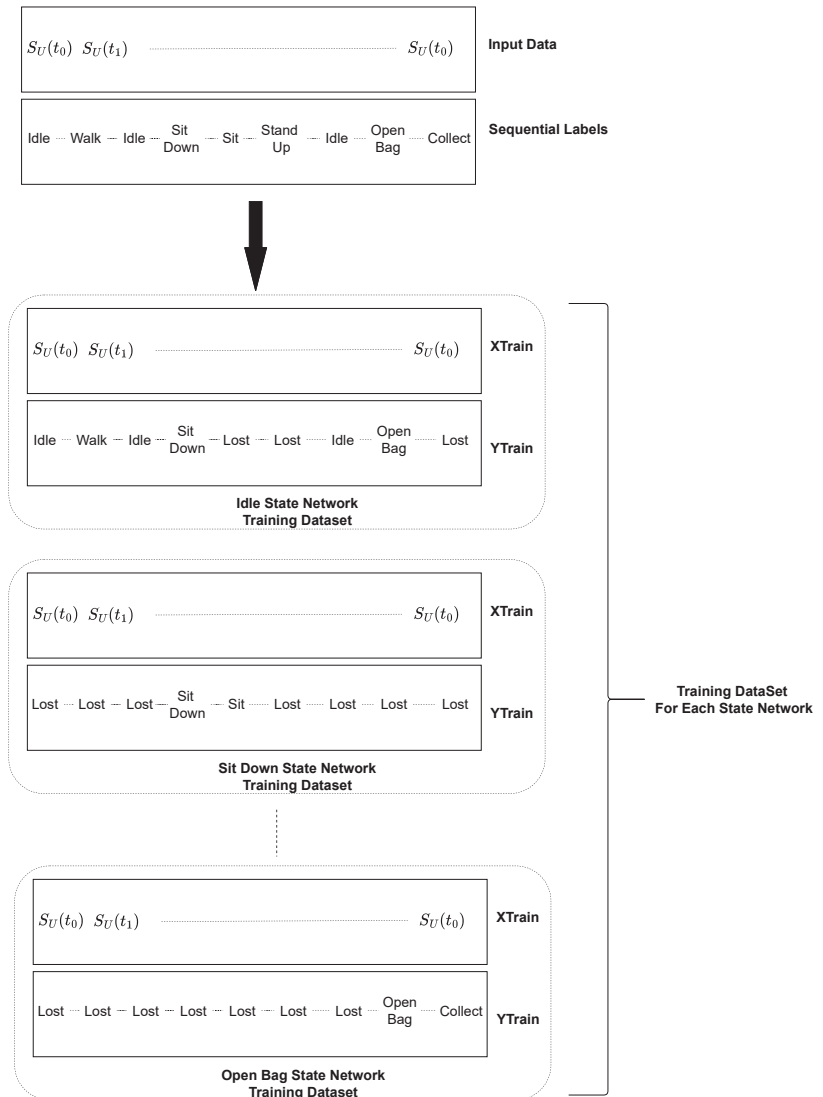 S_U(t_0) S_U(t_1) S_U(t_0)
Input Data
Idle Walk Idle Sit Down Sit Stand Up Idle Open Bag Collect
Sequential Labels
S_U(t_0) S_U(t_1) S_U(t_0)
XTrain
Idle Walk Idle Sit Down Lost Lost Idle Open Bag Lost
YTrain
Idle State Network
Training Dataset
S_U(t_0) S_U(t_1) S_U(t_0)
XTrain
Lost Lost Lost Sit Down Sit Lost Lost Lost Lost
YTrain
Sit Down State Network
Training Dataset
Training DataSet
For Each State Network
S_U(t_0) S_U(t_1) S_U(t_0)
XTrain
Lost Lost Lost Lost Lost Lost Lost Open Bag Collect
YTrain
Open Bag State Network
Training Dataset